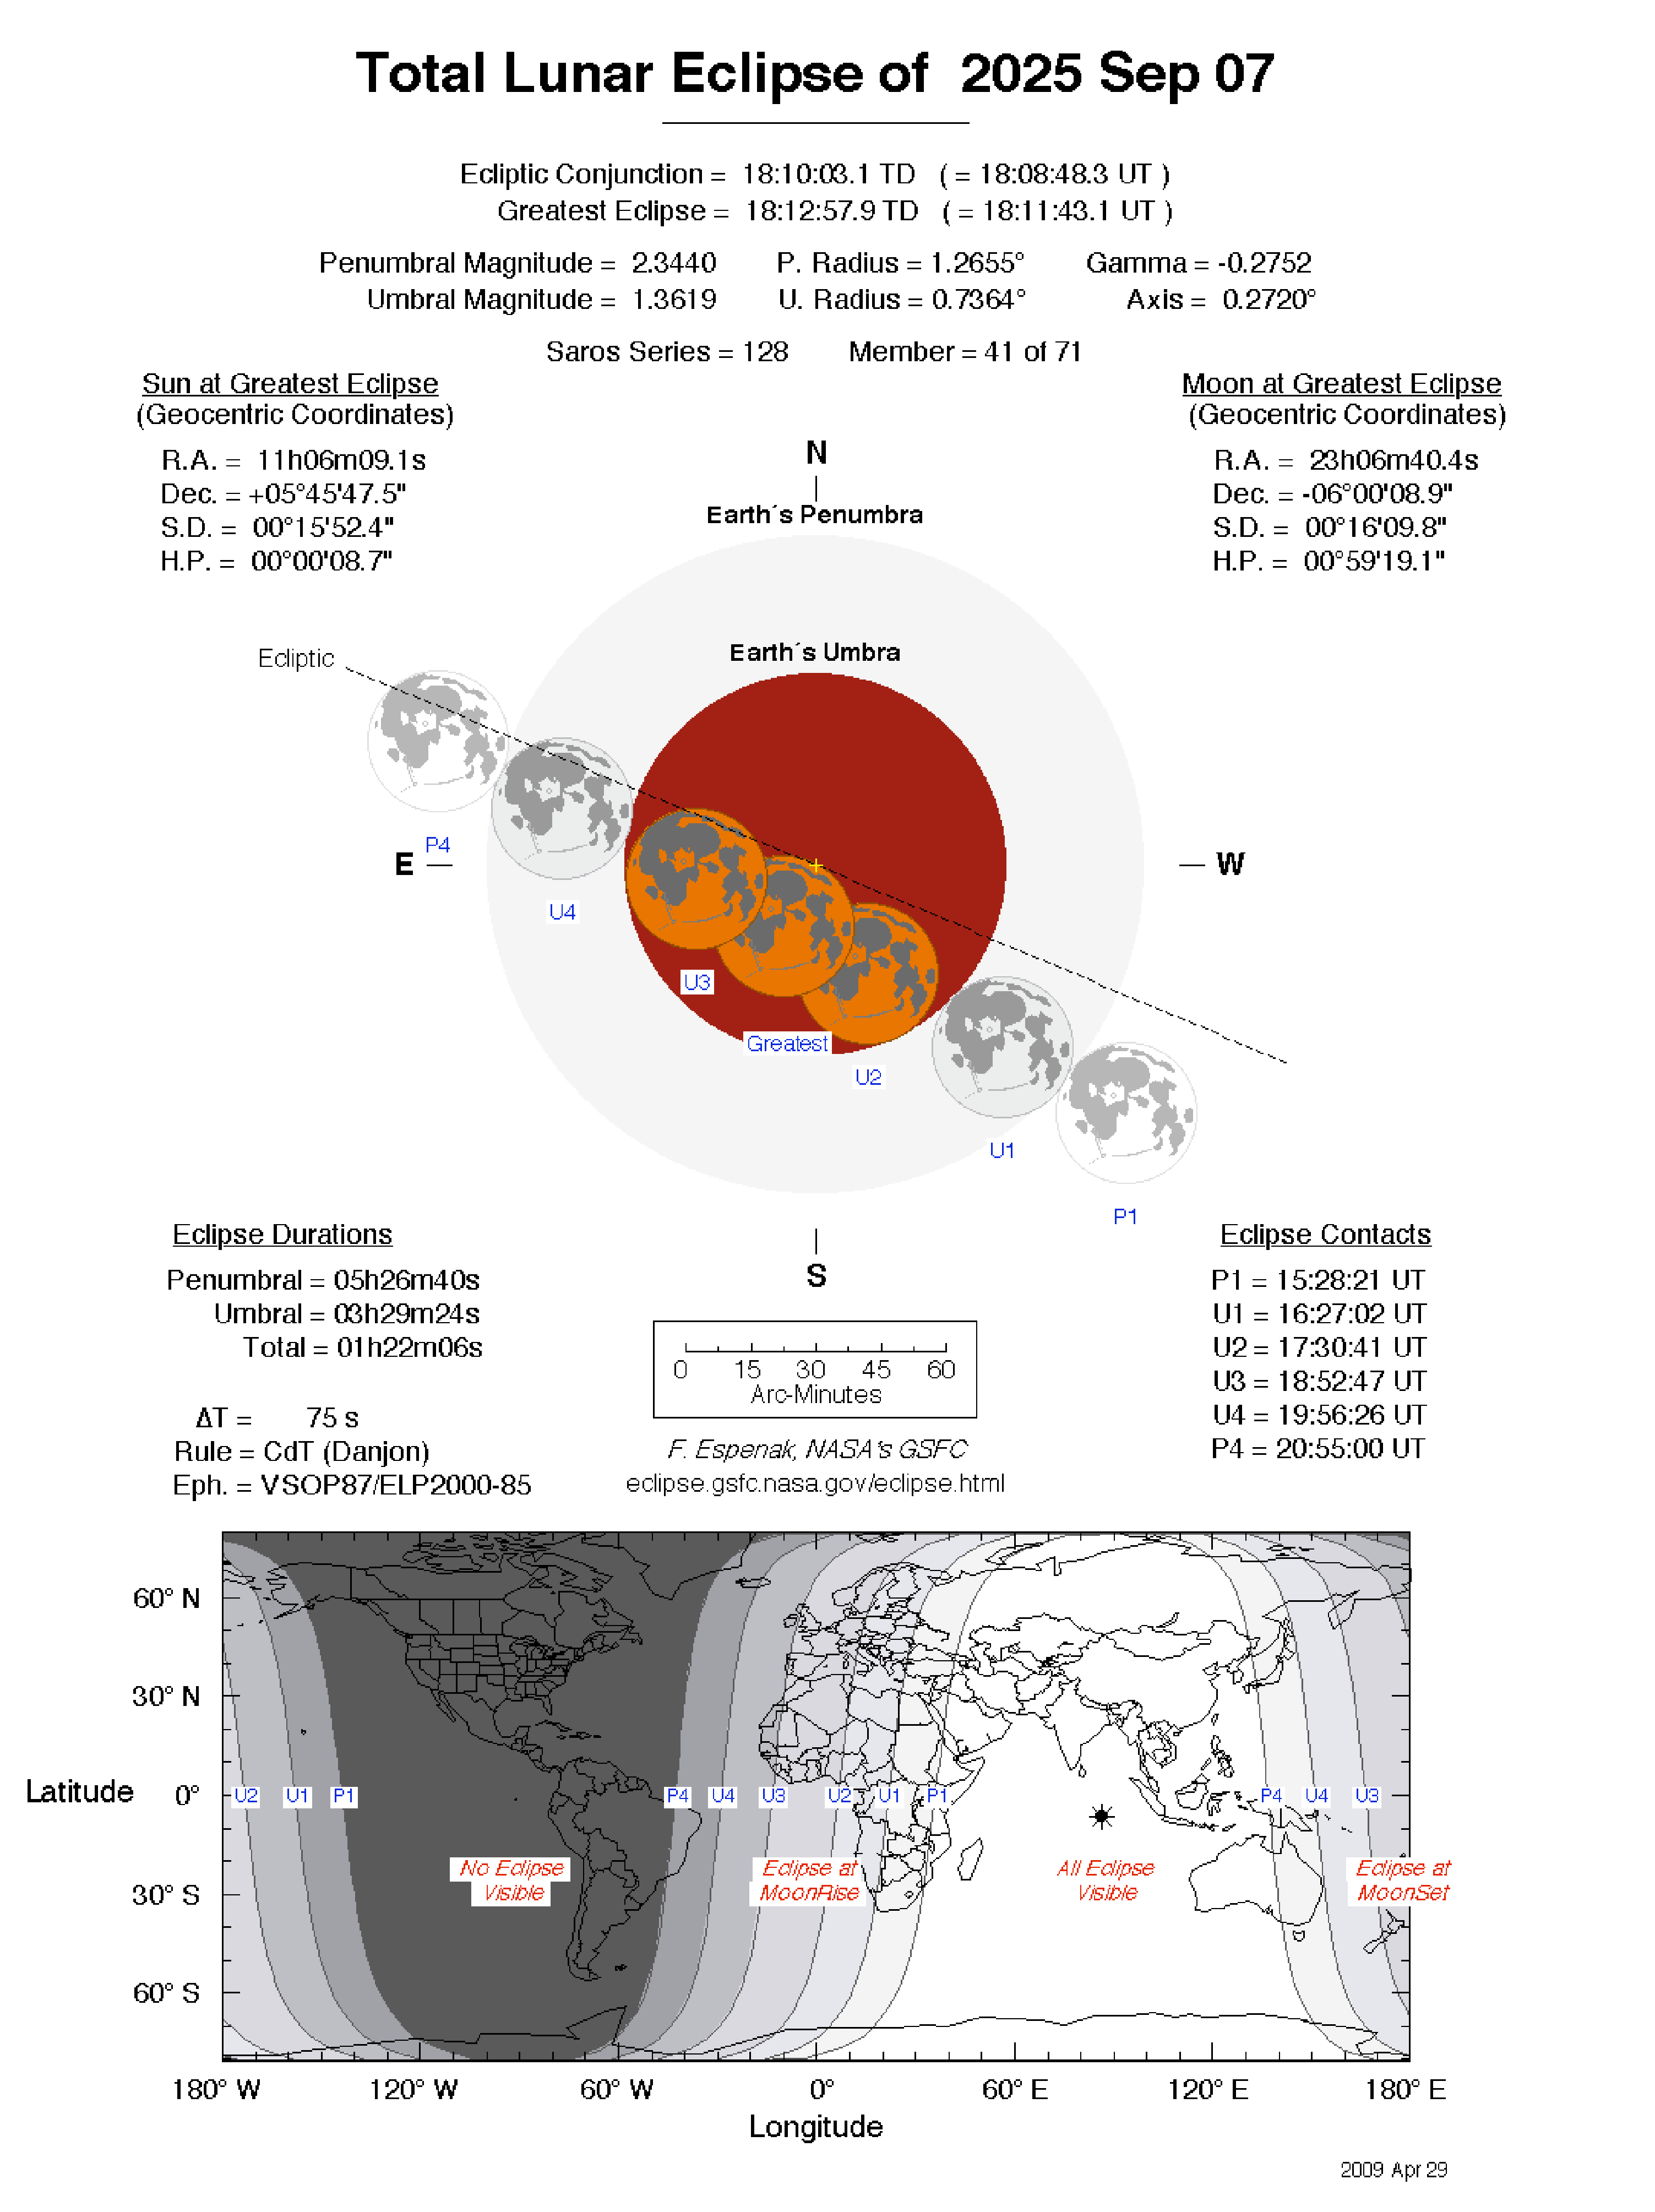 Total Lunar Eclipse of 2025 Sep 07
Ecliptic Conjunction = 18:10:03.1 TD ( = 18:08:48.3 UT )
Greatest Eclipse = 18:12:57.9 TD ( = 18:11:43.1 UT )
Penumbral Magnitude = 2.3440 P. Radius = 1.2655° Gamma = -0.2752
Umbral Magnitude = 1.3619 U. Radius = 0.7364° Axis = 0.2720°
Saros Series = 128 Member = 41 of 71
Sun at Greatest Eclipse
(Geocentric Coordinates)
R.A. = 11h06m09.1s
Dec. = +05°45'47.5"
S.D. = 00°15'52.4"
H.P. = 00°00'08.7"
Moon at Greatest Eclipse
(Geocentric Coordinates)
R.A. = 23h06m40.4s
Dec. = -06°00'08.9"
S.D. = 00°16'09.8"
H.P. = 00°59'19.1"
N
Earth´s Penumbra
Earth´s Umbra
Ecliptic
E
P4
W
U4
U3
Greatest
U2
U1
P1
S
Eclipse Durations
Penumbral = 05h26m40s
Umbral = 03h29m24s
Total = 01h22m06s
ΔT = 75 s
Rule = CdT (Danjon)
Eph. = VSOP87/ELP2000-85
0 15 30 45 60
Arc-Minutes
F. Espenak, NASA's GSFC
eclipse.gsfc.nasa.gov/eclipse.html
Eclipse Contacts
P1 = 15:28:21 UT
U1 = 16:27:02 UT
U2 = 17:30:41 UT
U3 = 18:52:47 UT
U4 = 19:56:26 UT
P4 = 20:55:00 UT
60° N
30° N
Latitude 0°
30° S
60° S
U2 U1 P1 P4 U4 U3 U2 U1 P1 P4 U4 U3
No Eclipse
Visible
Eclipse at
MoonRise
All Eclipse
Visible
Eclipse at
MoonSet
180° W 120° W 60° W 0° 60° E 120° E 180° E
Longitude
2009 Apr 29